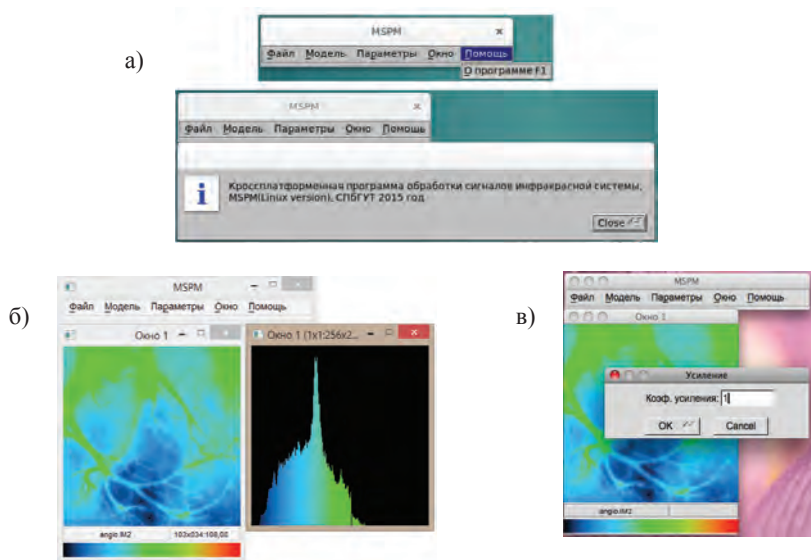 а)
MSPM x
Файл Модель Параметры Окно Помощь
О программе F1
MSPM x
Файл Модель Параметры Окно Помощь
i
Кроссплатформенная программа обработки сигналов инфракрасной системы,
MSPM(Linux version), СПбГУТ 2015 год
Close
б)
MSPM
Файл Модель Параметры Окно Помощь
Окно 1
angio.IM2 103x034:108,00
Окно 1 (1x1:256x2...
в)
MSPM
Файл Модель Параметры Окно Помощь
Окно 1
Усиление
Коэф. усиления: 1
OK Cancel
angio.IM2